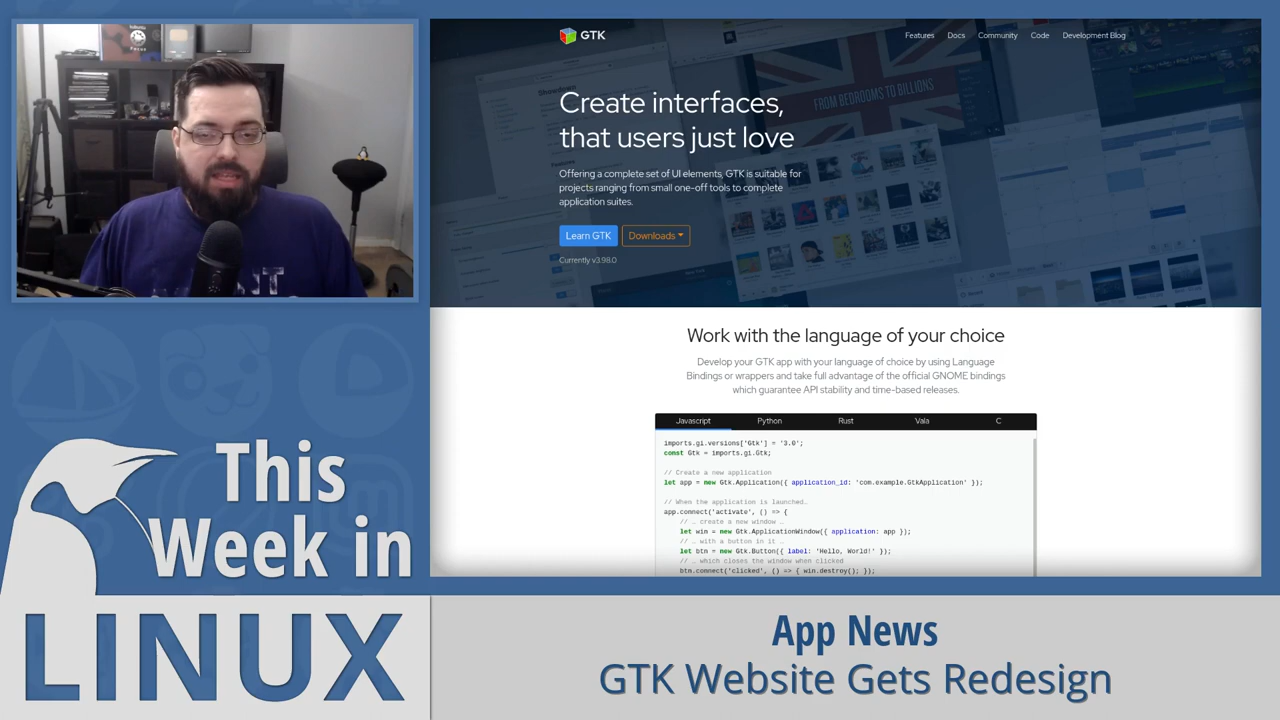 GTK
Features
Docs
Community
Code
Development Blog
FROM BEDROOMS TO BILLIONS
Create interfaces,
that users just love
Offering a complete set of UI elements, GTK is suitable for
projects ranging from small one-off tools to complete
application suites.
Learn GTK
Downloads
Currently v3.98.0
Work with the language of your choice
Develop your GTK app with your language of choice by using Language
Bindings or wrappers and take full advantage of the official GNOME bindings
which guarantee API stability and time-based releases.
Javascript
Python
Rust
Vala
C
imports.gi.versions['Gtk'] = '3.0';
const Gtk = imports.gi.Gtk;
// Create a new application
let app = new Gtk.Application({ application_id: 'com.example.GtkApplication' });
// When the application is launched…
app.connect('activate', () => {
// … create a new window …
let win = new Gtk.ApplicationWindow({ application: app });
// … with a button in it …
let btn = new Gtk.Button({ label: 'Hello, World!' });
// … which closes the window when clicked
btn.connect('clicked', () => { win.destroy(); });
This
Week in
LINUX
App News
GTK Website Gets Redesign